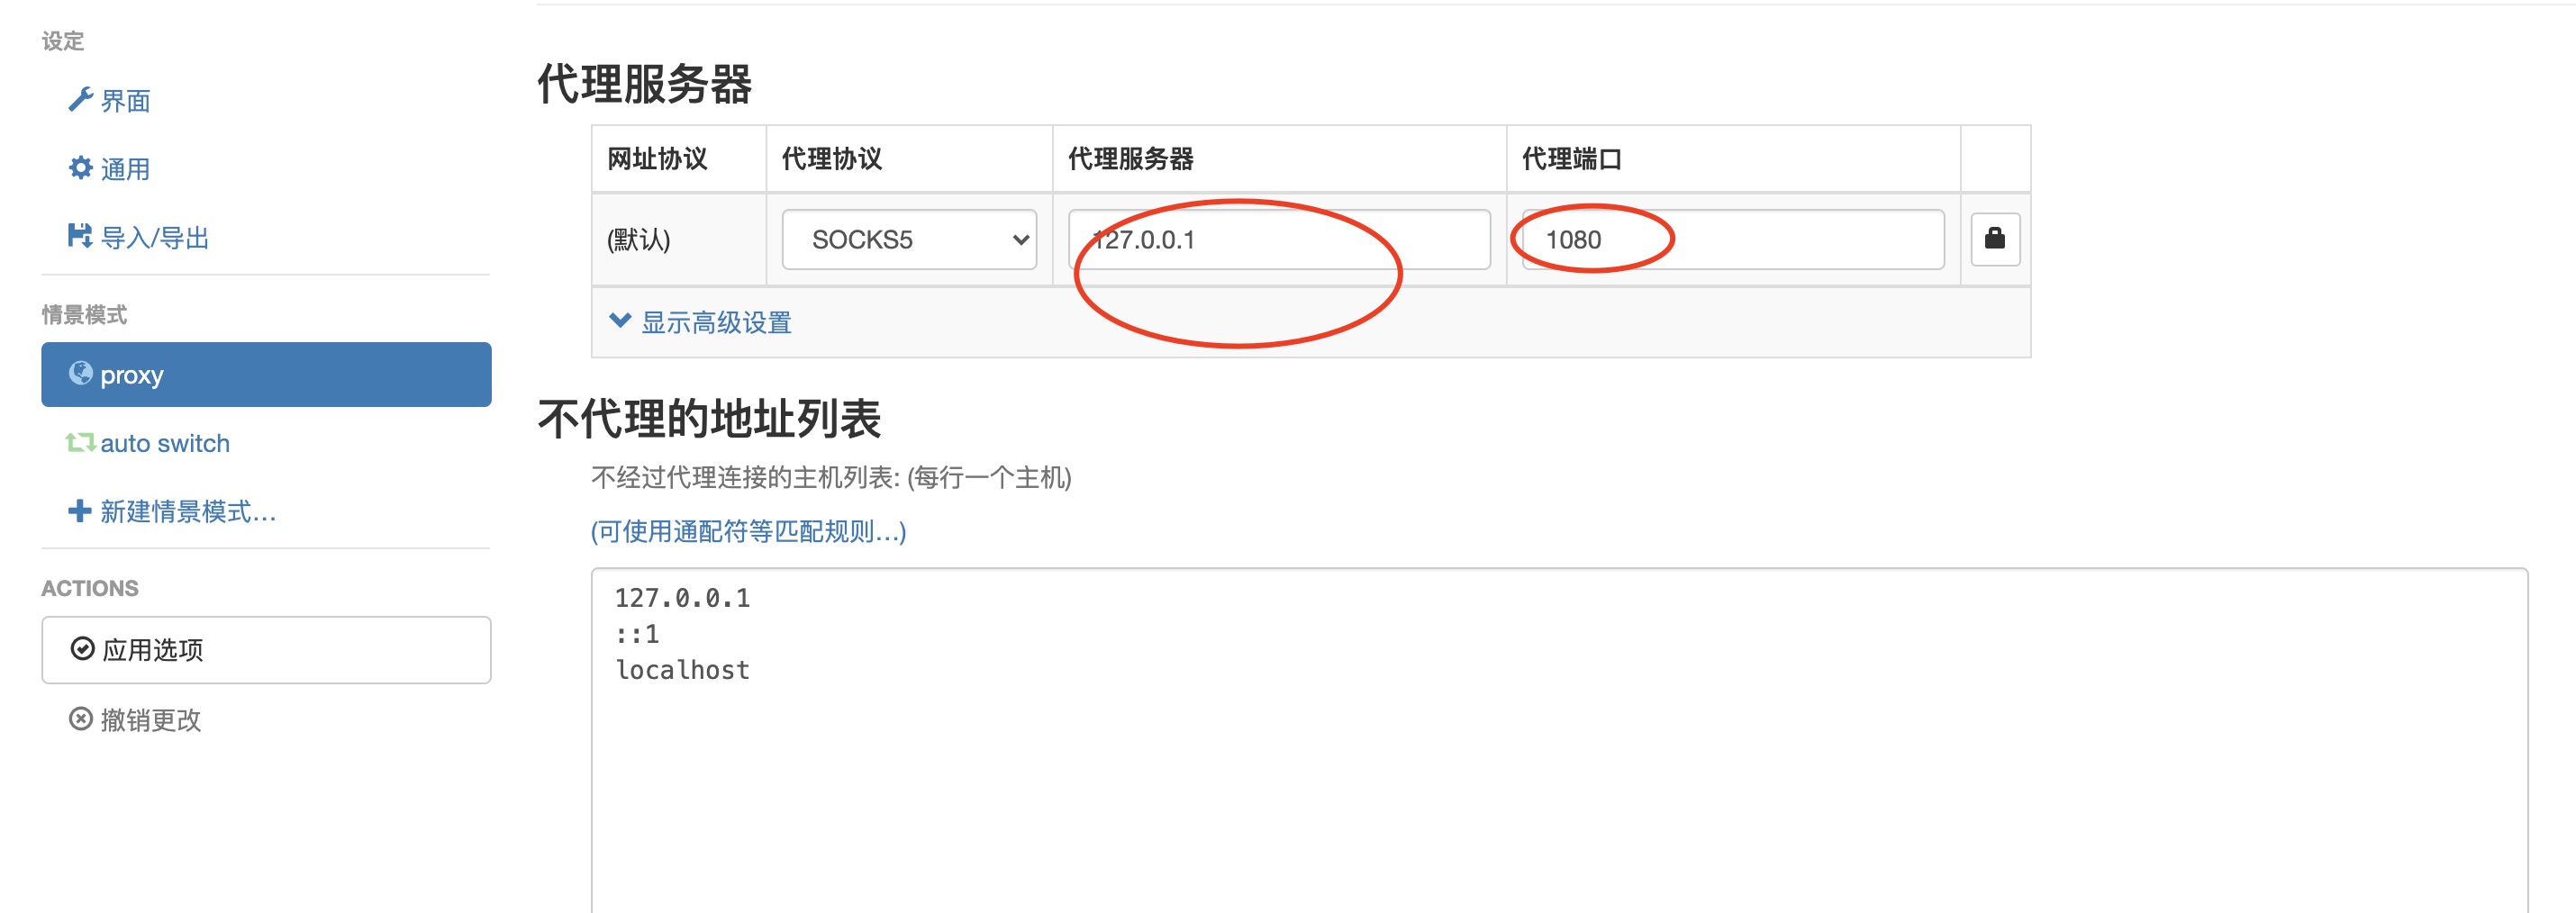 设定
界面
通用
导入/导出
情景模式
proxy
auto switch
新建情景模式…
ACTIONS
应用选项
撤销更改
代理服务器
网址协议 代理协议 代理服务器 代理端口
(默认) SOCKS5 127.0.0.1 1080
显示高级设置
不代理的地址列表
不经过代理连接的主机列表: (每行一个主机)
(可使用通配符等匹配规则…)
127.0.0.1
::1
localhost